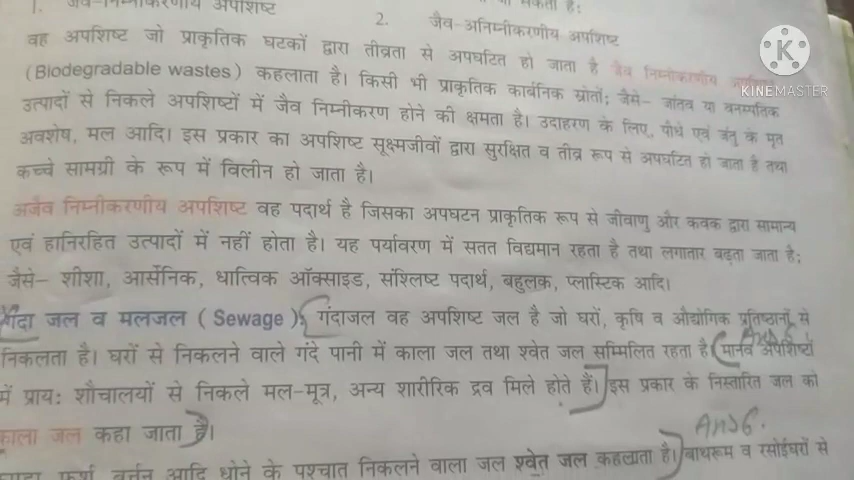 1. जैव-निम्नीकरणीय अपशिष्ट
2. जैव-अनिम्नीकरणीय अपशिष्ट
वह अपशिष्ट जो प्राकृतिक घटकों द्वारा तीव्रता से अपघटित हो जाता है जैव निम्नीकरणीय
(Biodegradable wastes) कहलाता है। किसी भी प्राकृतिक कार्बनिक स्रोतों; जैसे– जांतव या वनस्पतिक
उत्पादों से निकले अपशिष्टों में जैव निम्नीकरण होने की क्षमता है। उदाहरण के लिए, पौधे एवं जंतु के मृत
अवशेष, मल आदि। इस प्रकार का अपशिष्ट सूक्ष्मजीवों द्वारा सुरक्षित व तीव्र रूप से अपघटित हो जाता है तथा
कच्चे सामग्री के रूप में विलीन हो जाता है।
अजैव निम्नीकरणीय अपशिष्ट वह पदार्थ है जिसका अपघटन प्राकृतिक रूप से जीवाणु और कवक द्वारा सामान्य
एवं हानिरहित उत्पादों में नहीं होता है। यह पर्यावरण में सतत विद्यमान रहता है तथा लगातार बढ़ता जाता है;
जैसे– शीशा, आर्सेनिक, धात्विक ऑक्साइड, संश्लिष्ट पदार्थ, बहुलक, प्लास्टिक आदि।
गंदा जल व मलजल ( Sewage ) : गंदाजल वह अपशिष्ट जल है जो घरों, कृषि व औद्योगिक प्रतिष्ठानों से
निकलता है। घरों से निकलने वाले गंदे पानी में काला जल तथा श्वेत जल सम्मिलित रहता है। मानव अपशिष्टों
में प्राय: शौचालयों से निकले मल-मूत्र, अन्य शारीरिक द्रव मिले होते हैं। इस प्रकार के निस्तारित जल को
काला जल कहा जाता है।
Ans 6.
आदि धोने के पश्चात निकलने वाला जल श्वेत जल कहलाता है। बाथरूम व रसोईघरों से
KINEMASTER